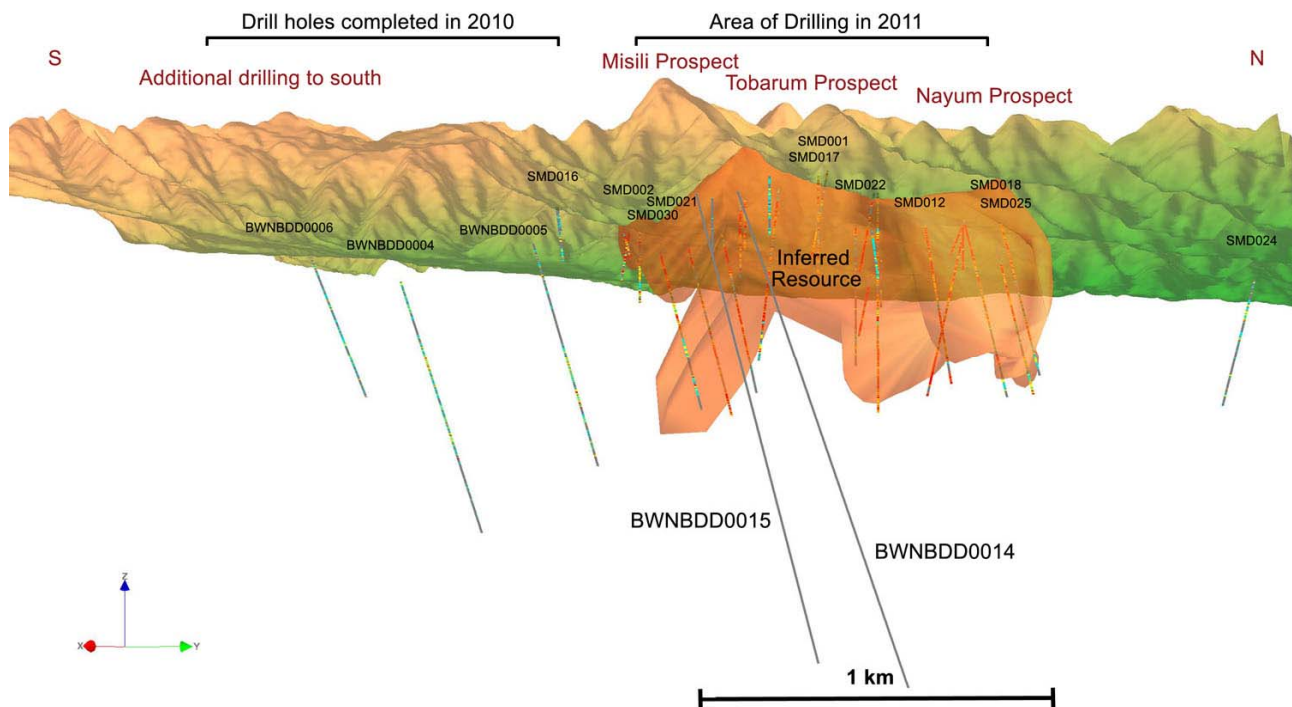 Drill holes completed in 2010
Area of Drilling in 2011
S
Misili Prospect
N
Additional drilling to south
Tobarum Prospect
Nayum Prospect
SMD001
SMD017
SMD016
SMD002
SMD022
SMD018
SMD021
SMD012
SMD025
SMD030
BWNBDD0006
BWNBDD0004
BWNBDD0005
SMD024
Inferred
Resource
BWNBDD0015
BWNBDD0014
Z
X
Y
1 km